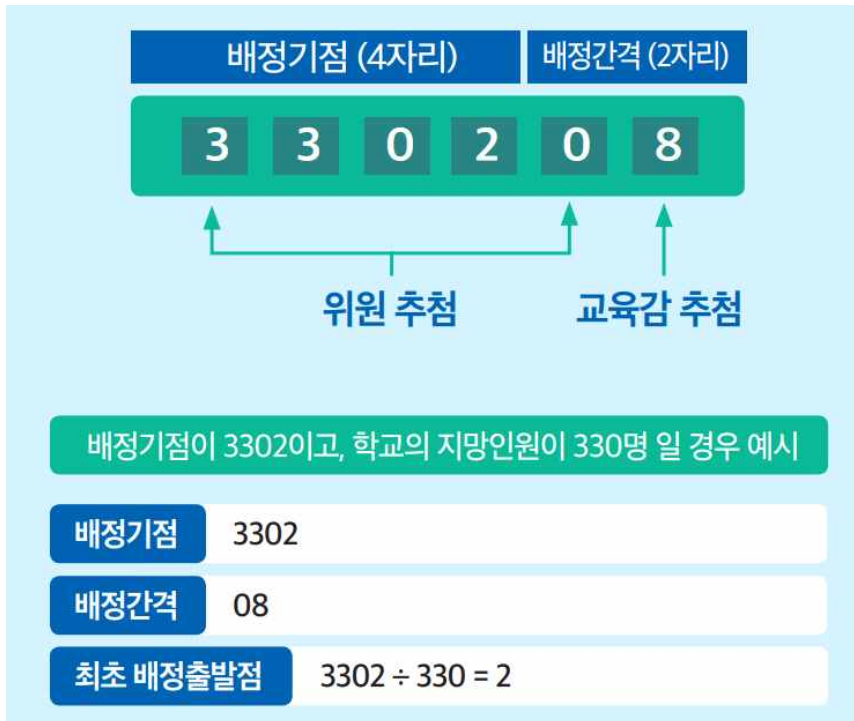 배정기점 (4자리) 배정간격 (2자리)
3 3 0 2 0 8
위원 추첨 교육감 추첨
배정기점이 3302이고, 학교의 지망인원이 330명 일 경우 예시
배정기점 3302
배정간격 08
최초 배정출발점 3302 ÷ 330 = 2